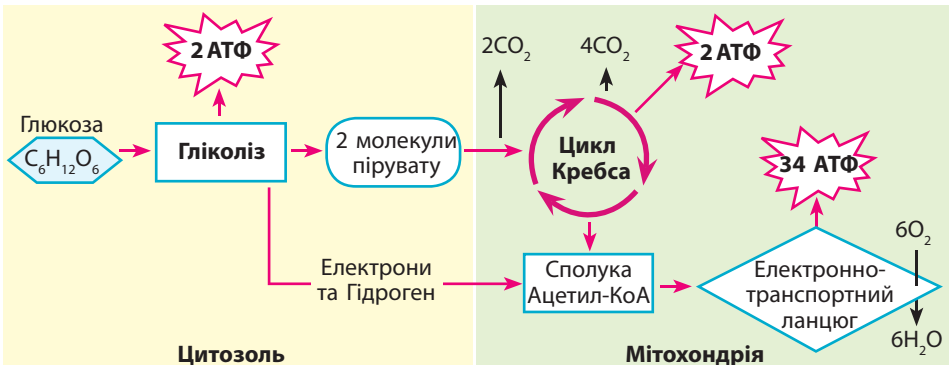 2 АТФ
2CO₂
4CO₂
2 АТФ
Глюкоза
C₆H₁₂O₆
Гліколіз
2 молекули
пірувату
Цикл
Кребса
34 АТФ
6O₂
Електрони
та Гідроген
Сполука
Ацетил-КоА
Електронно-
транспортний
ланцюг
6H₂O
Цитозоль
Мітохондрія